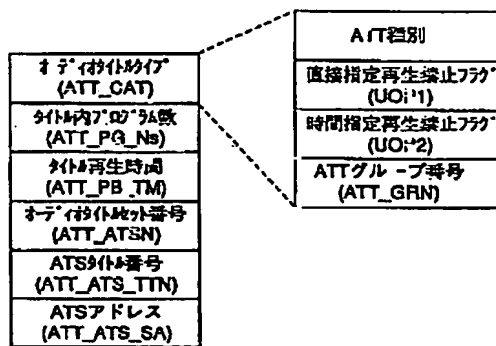 オーディオタイトルタイプ
(ATT_CAT)
タイトル内プログラム数
(ATT_PG_Ns)
タイトル再生時間
(ATT_PB_TM)
オーディオタイトルセット番号
(ATT_ATSN)
ATSタイトル番号
(ATT_ATS_TTN)
ATSアドレス
(ATT_ATS_SA)
ATT種別
直接指定再生禁止フラグ
(UOP1)
時間指定再生禁止フラグ
(UOP2)
ATTグループ番号
(ATT_GRN)